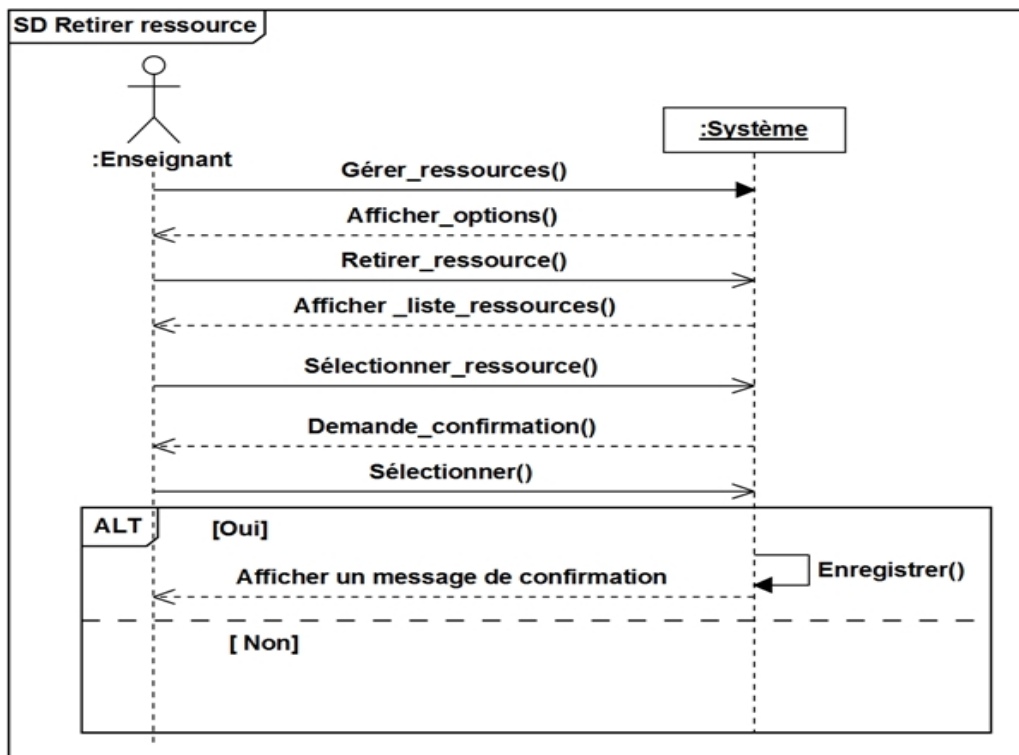 SD Retirer ressource
:Enseignant
:Système
Gérer_ressources()
Afficher_options()
Retirer_ressource()
Afficher _liste_ressources()
Sélectionner_ressource()
Demande_confirmation()
Sélectionner()
ALT
[Oui]
Enregistrer()
Afficher un message de confirmation
[ Non]